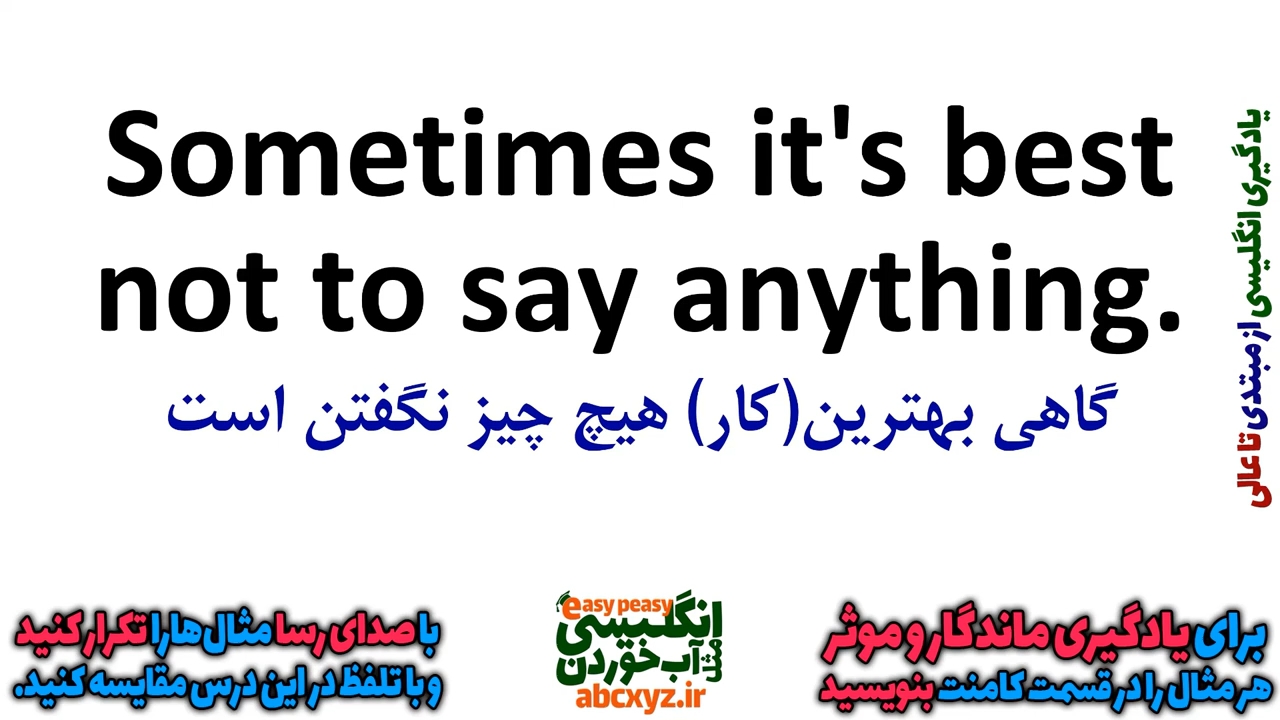 Sometimes it's best
not to say anything.
گاهی بهترین(کار) هیچ چیز نگفتن است
یادگیری انگلیسی از مبتدی تا عالی
با صدای رسا مثال‌ها را تکرار کنید
و با تلفظ در این درس مقایسه کنید.
easy peasy
انگلیسی
مثل
آب خوردن
abcxyz.ir
برای یادگیری ماندگار و موثر
هر مثال را در قسمت کامنت بنویسید